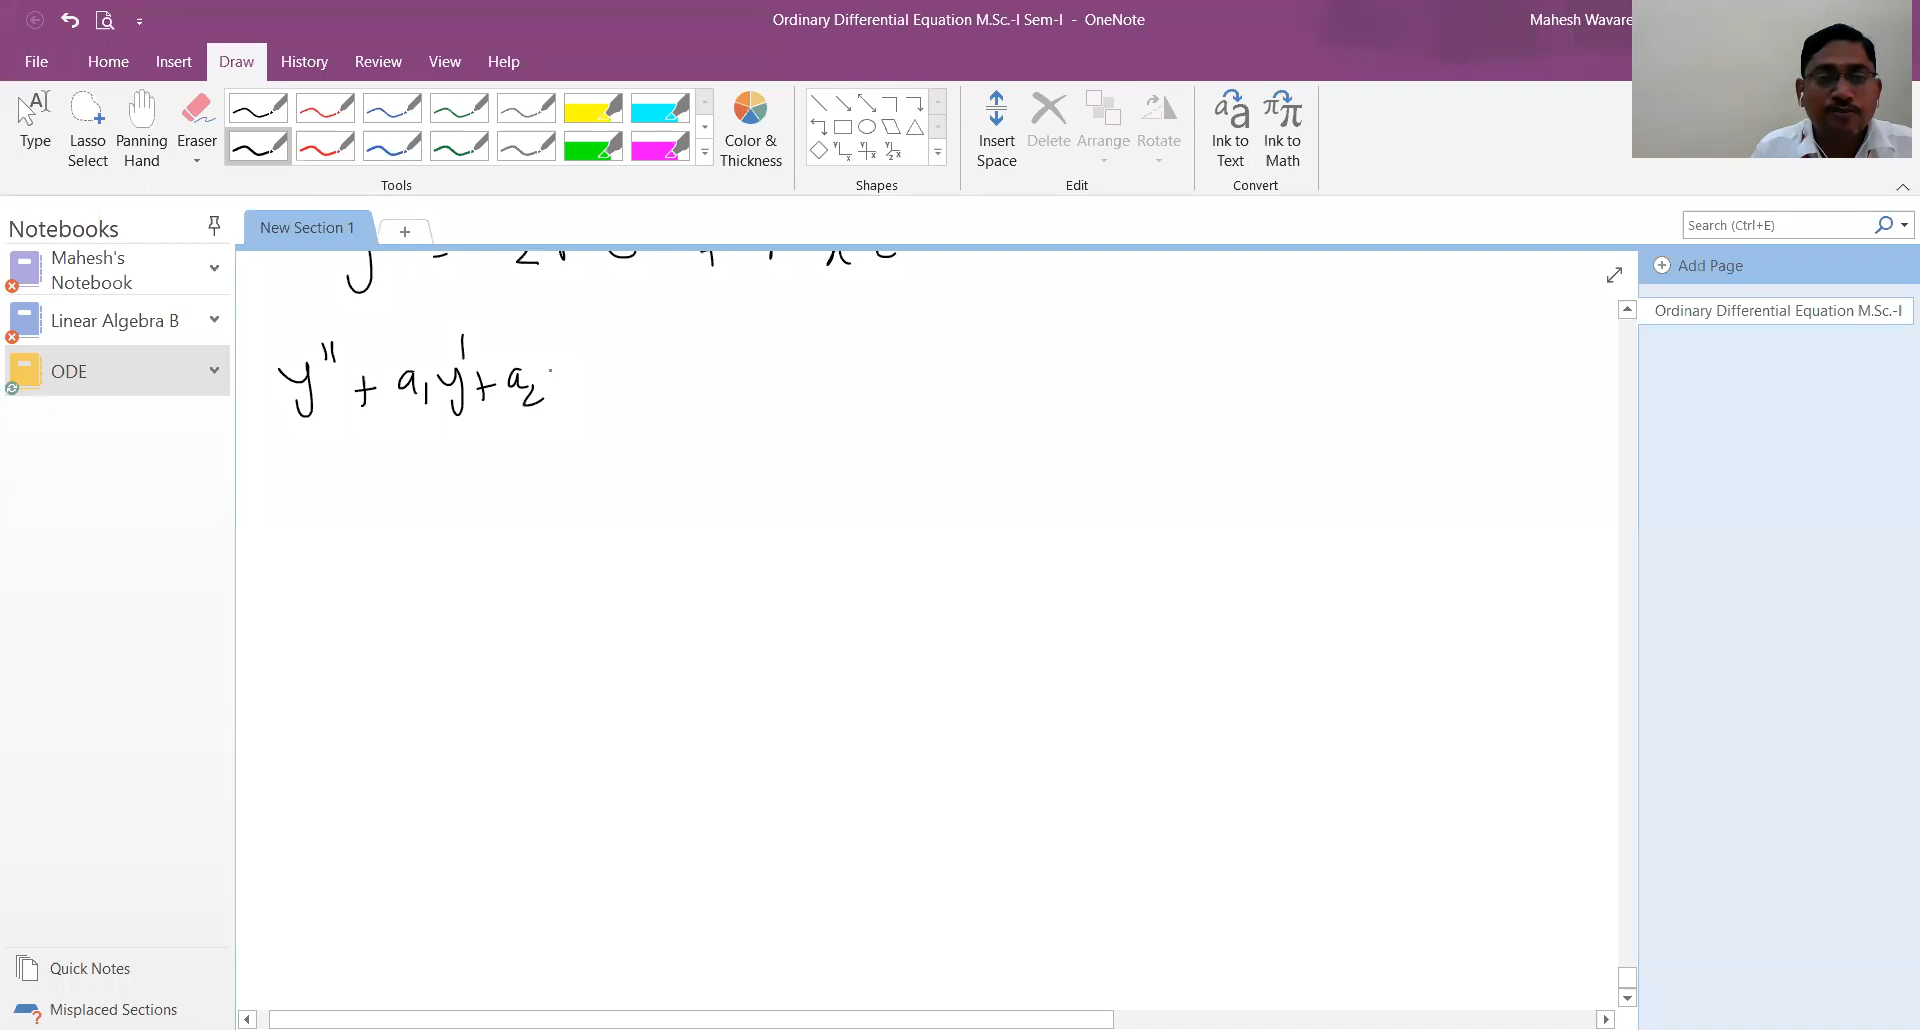 Ordinary Differential Equation M.Sc.-I Sem-I - OneNote
Mahesh Wavare
File Home Insert Draw History Review View Help
Type
Lasso Select
Panning Hand
Eraser
Color & Thickness
Insert Space
Delete
Arrange
Rotate
Ink to Text
Ink to Math
Tools
Shapes
Edit
Convert
Notebooks
New Section 1
Search (Ctrl+E)
Mahesh's Notebook
Linear Algebra B
ODE
Add Page
Ordinary Differential Equation M.Sc.-I
y'' + a₁y' + a₂
Quick Notes
Misplaced Sections